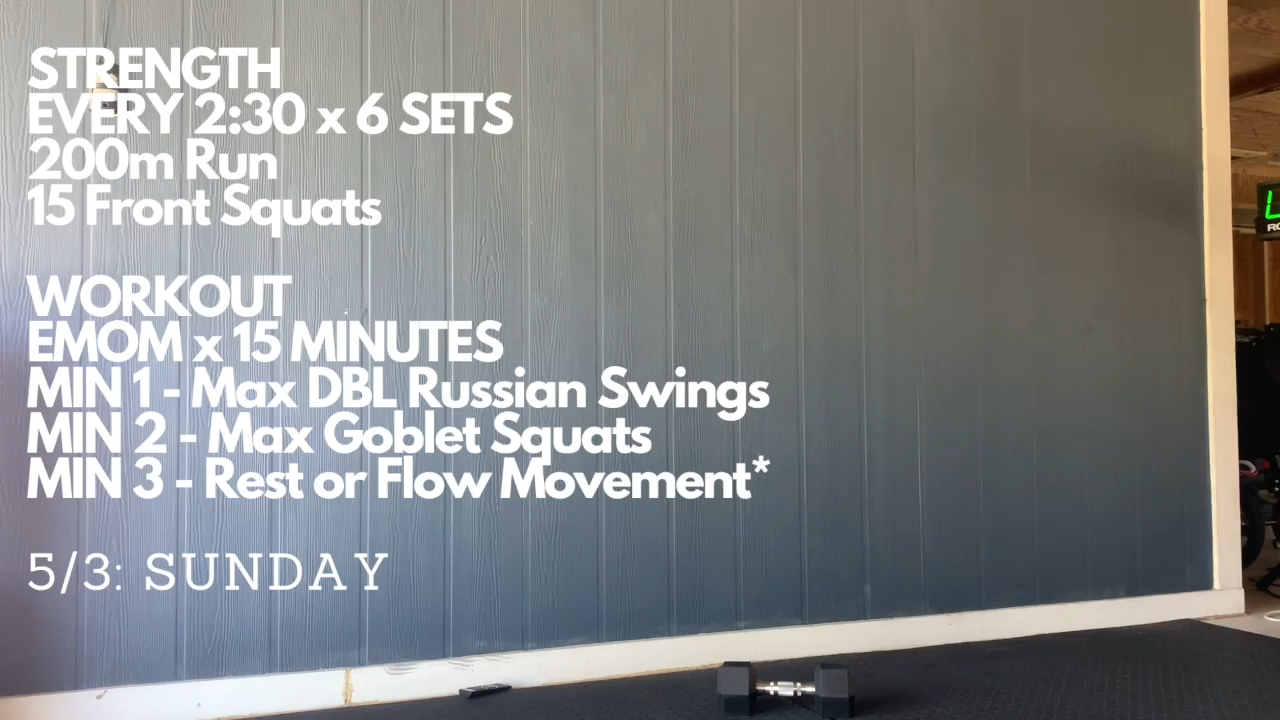 STRENGTH
EVERY 2:30 x 6 SETS
200m Run
15 Front Squats
WORKOUT
EMOM x 15 MINUTES
MIN 1 - Max DBL Russian Swings
MIN 2 - Max Goblet Squats
MIN 3 - Rest or Flow Movement*
5/3: SUNDAY